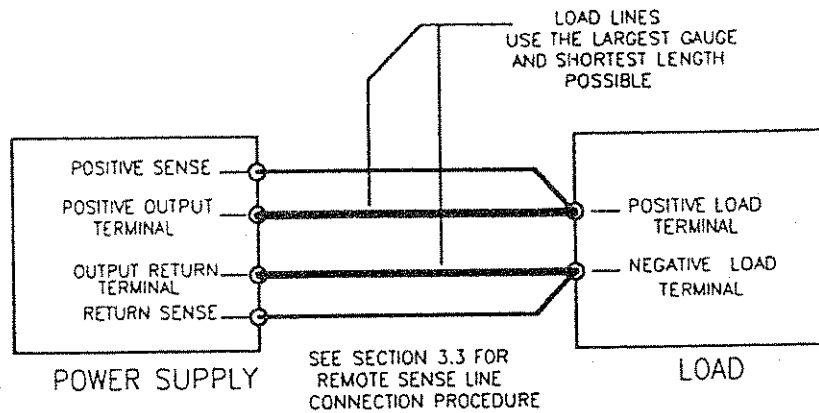 LOAD LINES
USE THE LARGEST GAUGE
AND SHORTEST LENGTH
POSSIBLE
POSITIVE SENSE
POSITIVE OUTPUT
TERMINAL
OUTPUT RETURN
TERMINAL
RETURN SENSE
POSITIVE LOAD
TERMINAL
NEGATIVE LOAD
TERMINAL
POWER SUPPLY
SEE SECTION 3.3 FOR
REMOTE SENSE LINE
CONNECTION PROCEDURE
LOAD